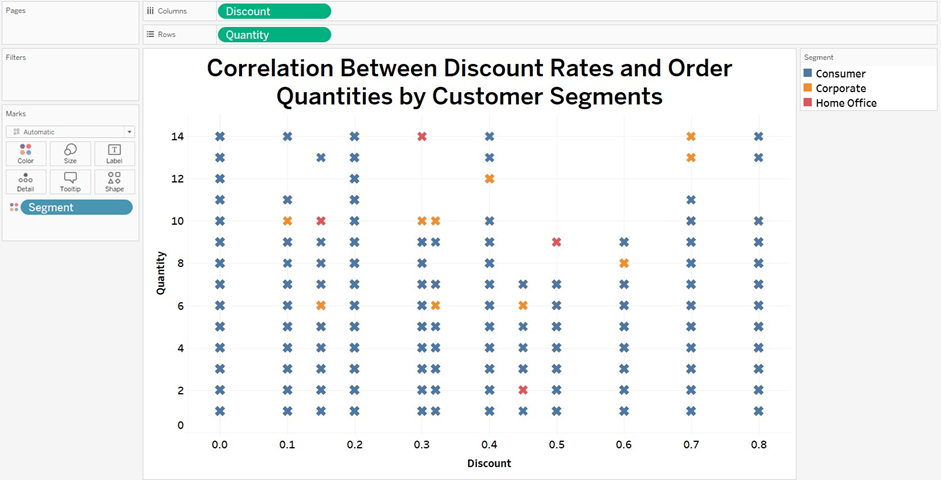 Pages
Columns
Discount
Rows
Quantity
Filters
Marks
Automatic
Color
Size
Label
Detail
Tooltip
Shape
Segment
Correlation Between Discount Rates and Order
Quantities by Customer Segments
Quantity
14
12
10
8
6
4
2
0
0.0 0.1 0.2 0.3 0.4 0.5 0.6 0.7 0.8
Discount
Segment
Consumer
Corporate
Home Office